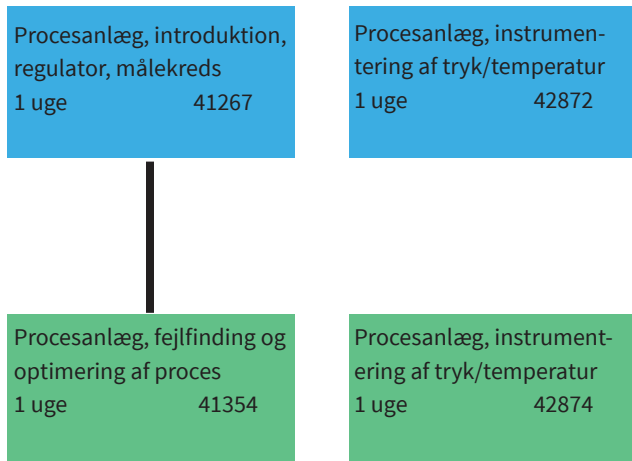 Procesanlæg, introduktion,
regulator, målekreds
1 uge 41267
Procesanlæg, instrumen-
tering af tryk/temperatur
1 uge 42872
Procesanlæg, fejlfinding og
optimering af proces
1 uge 41354
Procesanlæg, instrument-
ering af tryk/temperatur
1 uge 42874